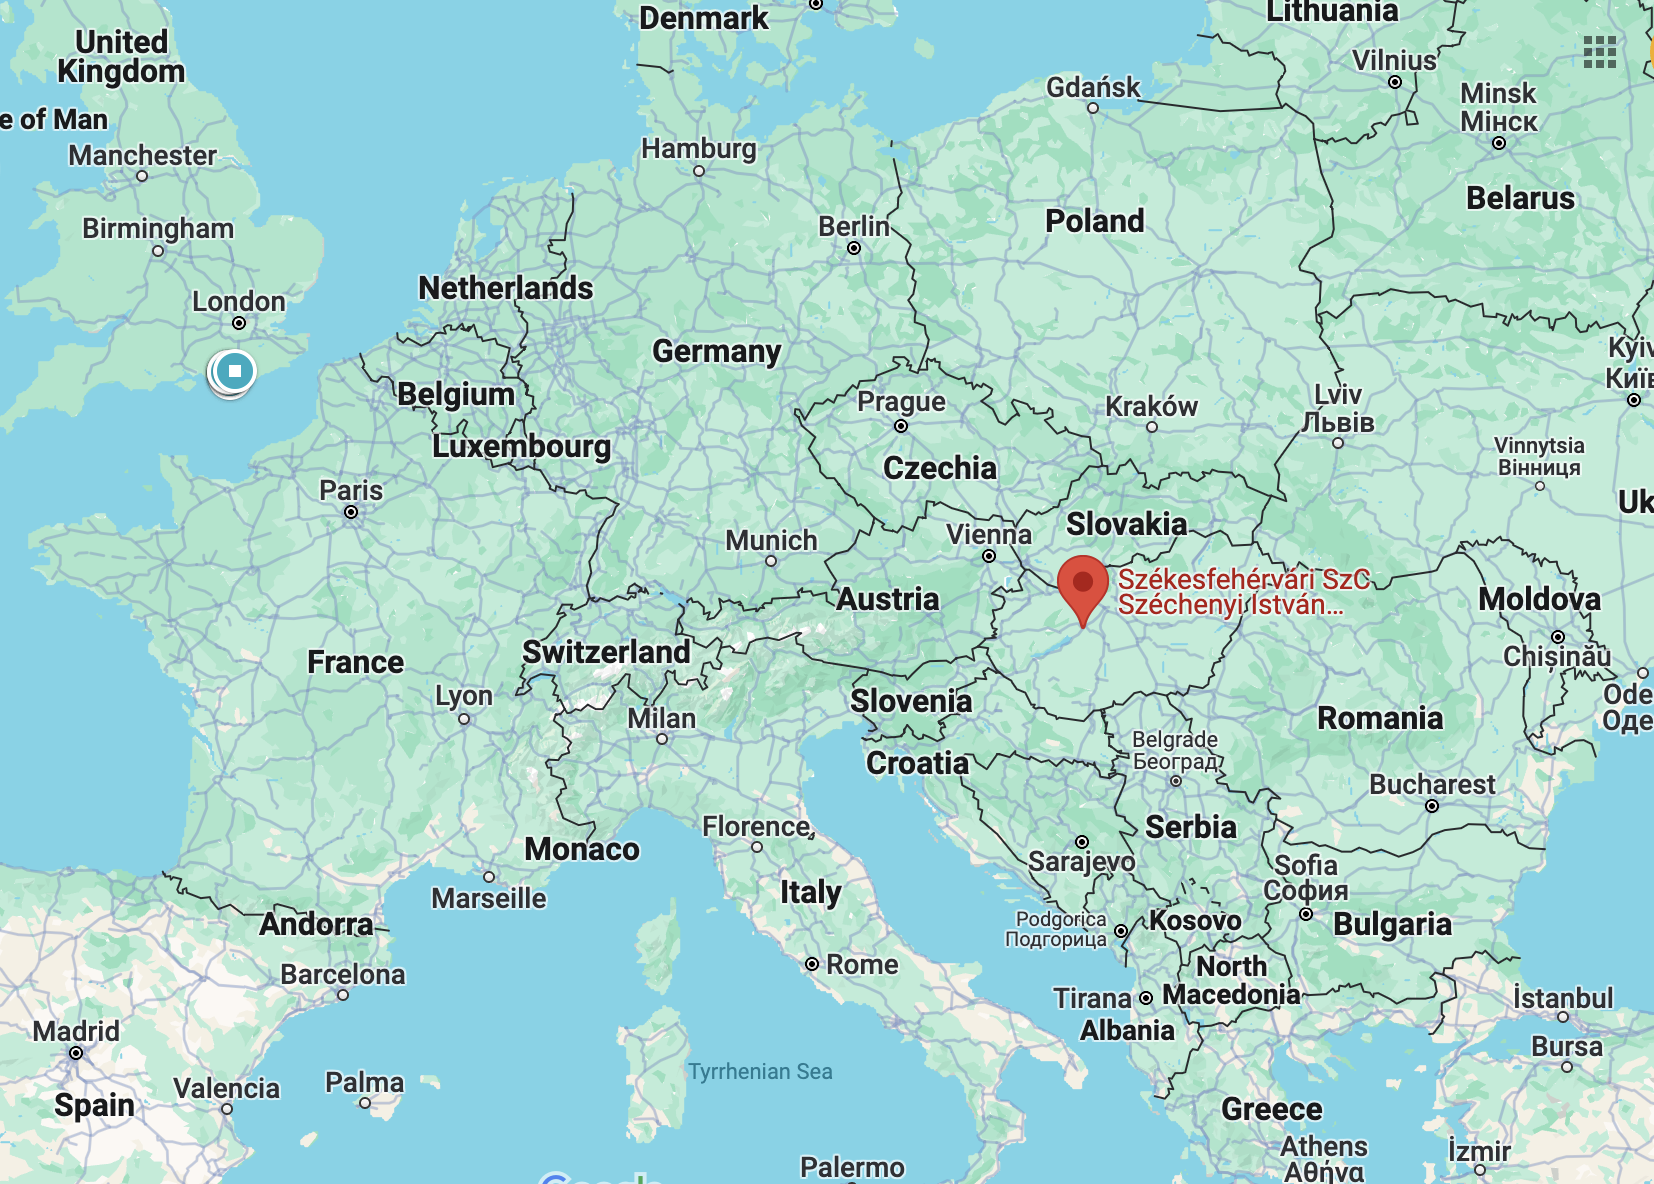 Denmark
Lithuania
United
Kingdom
Vilnius
Gdańsk
Minsk
Мінск
e of Man
Manchester
Hamburg
Belarus
Birmingham
Berlin
Poland
Netherlands
London
Germany
Kyiv
Київ
Belgium
Prague
Kraków
Lviv
Львів
Luxembourg
Czechia
Vinnytsia
Вінниця
Paris
Uk
Slovakia
Munich
Vienna
Székesfehérvári SzC
Széchenyi István...
Austria
Moldova
Switzerland
France
Chișinău
Lyon
Slovenia
Ode
Оде
Milan
Romania
Belgrade
Београд
Croatia
Bucharest
Florence
Serbia
Monaco
Sarajevo
Sofia
София
Italy
Marseille
Andorra
Podgorica
Подгорица
Kosovo
Bulgaria
Barcelona
Rome
North
Macedonia
Tirana
İstanbul
Madrid
Albania
Bursa
Valencia
Palma
Tyrrhenian Sea
Spain
Greece
Athens
Αθήνα
İzmir
Palermo
Google